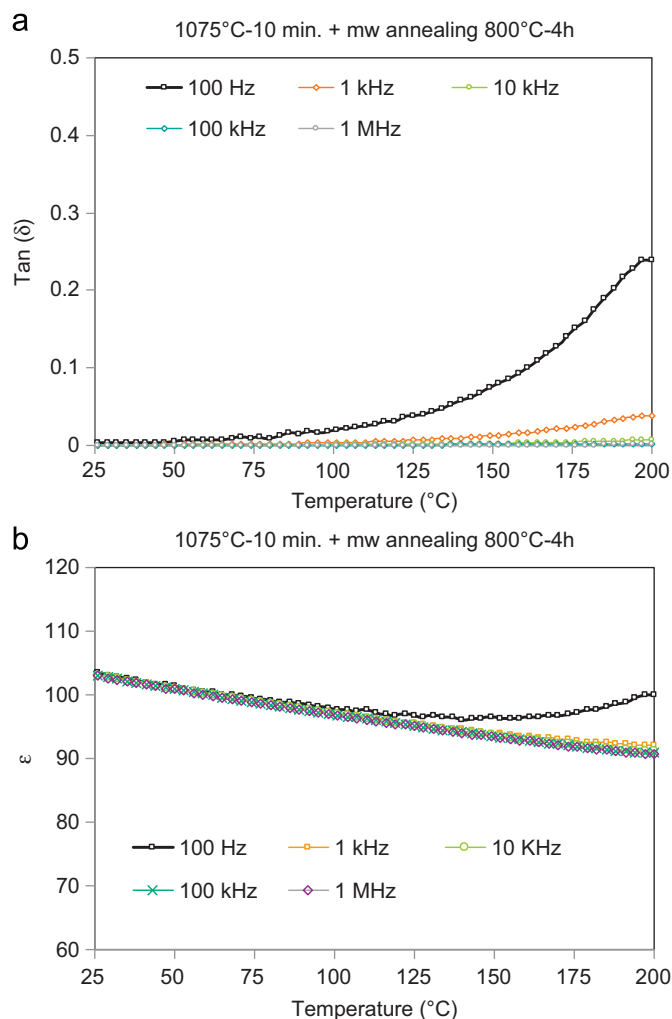 a
1075°C-10 min. + mw annealing 800°C-4h
0.5
100 Hz 1 kHz 10 kHz
100 kHz 1 MHz
0.4
0.3
Tan (δ)
0.2
0.1
0
25 50 75 100 125 150 175 200
Temperature (°C)
b
1075°C-10 min. + mw annealing 800°C-4h
120
110
100
ε
90
80
100 Hz 1 kHz 10 KHz
100 kHz 1 MHz
70
60
25 50 75 100 125 150 175 200
Temperature (°C)